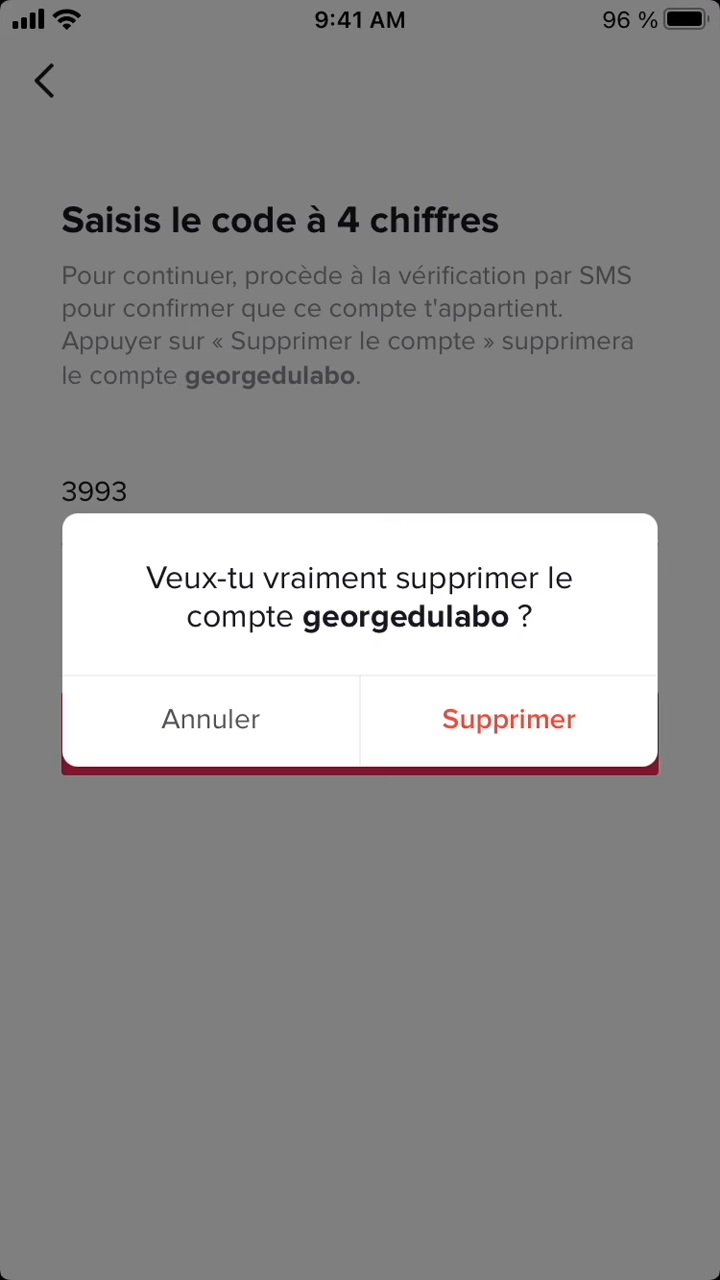 9:41 AM
96 %
Saisis le code à 4 chiffres
Pour continuer, procède à la vérification par SMS
pour confirmer que ce compte t'appartient.
Appuyer sur « Supprimer le compte » supprimera
le compte georgedulabo.
3993
Veux-tu vraiment supprimer le
compte georgedulabo ?
Annuler
Supprimer